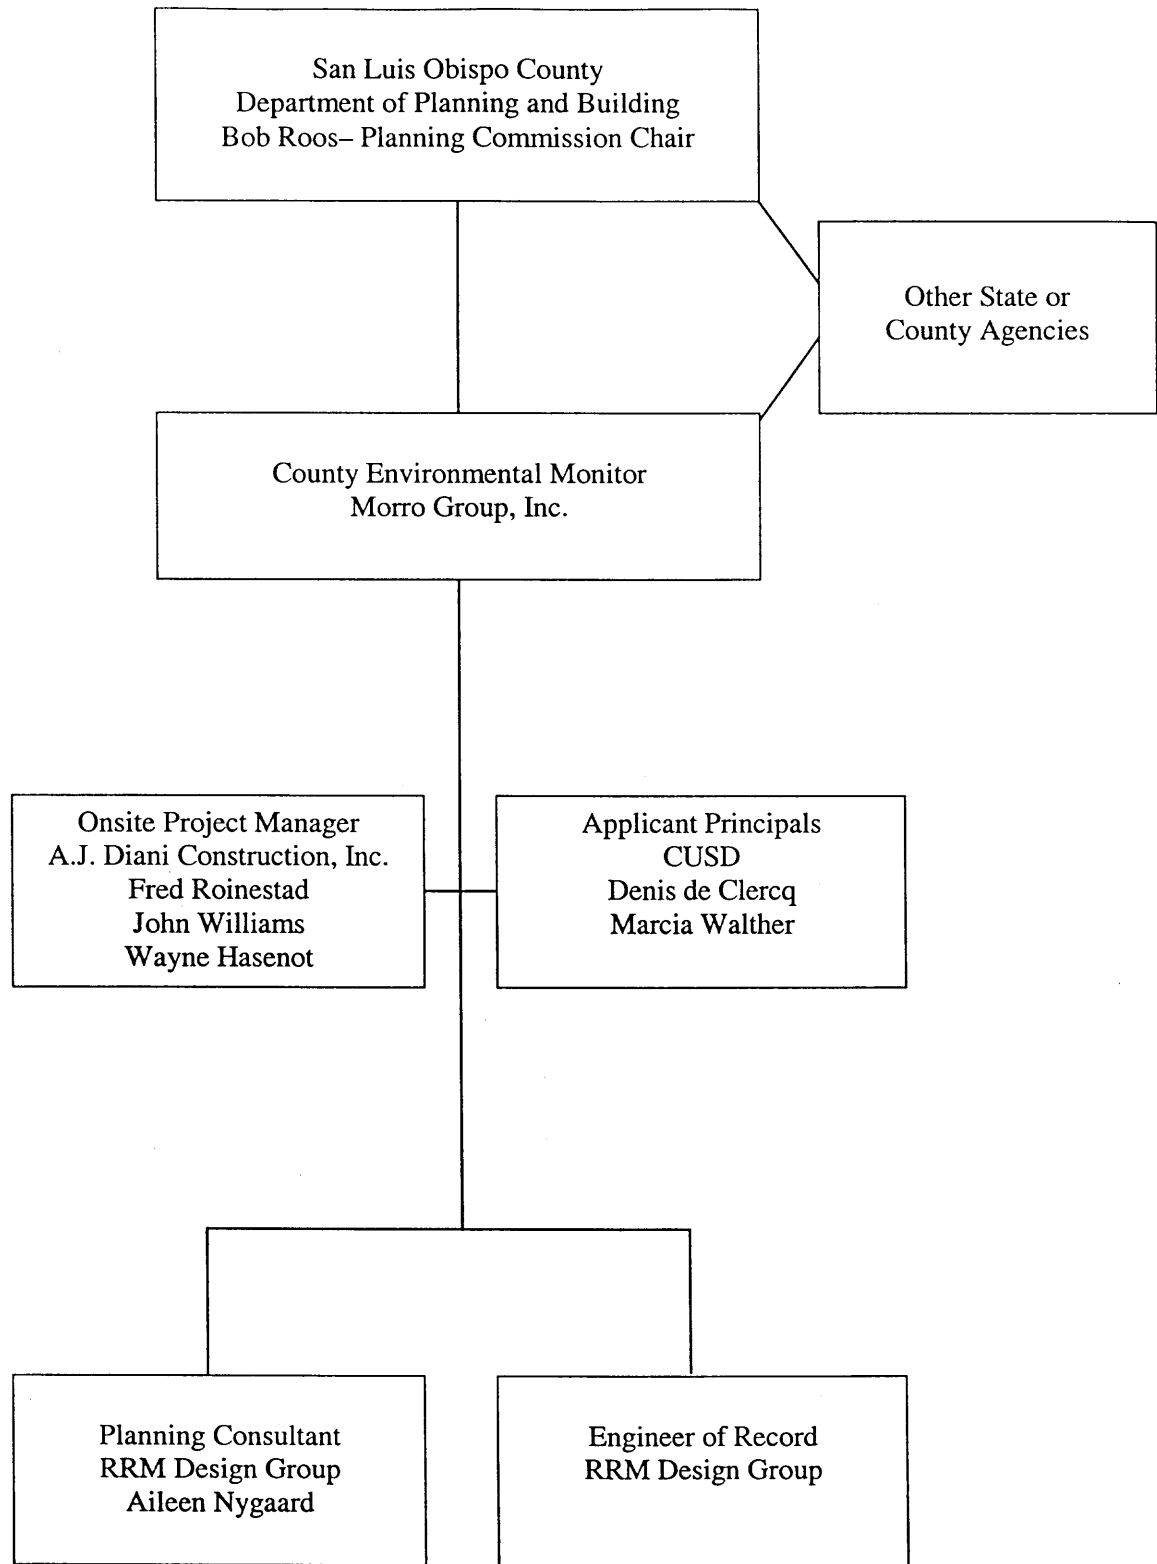 San Luis Obispo County
Department of Planning and Building
Bob Roos– Planning Commission Chair
Other State or
County Agencies
County Environmental Monitor
Morro Group, Inc.
Onsite Project Manager
A.J. Diani Construction, Inc.
Fred Roinestad
John Williams
Wayne Hasenot
Applicant Principals
CUSD
Denis de Clercq
Marcia Walther
Planning Consultant
RRM Design Group
Aileen Nygaard
Engineer of Record
RRM Design Group